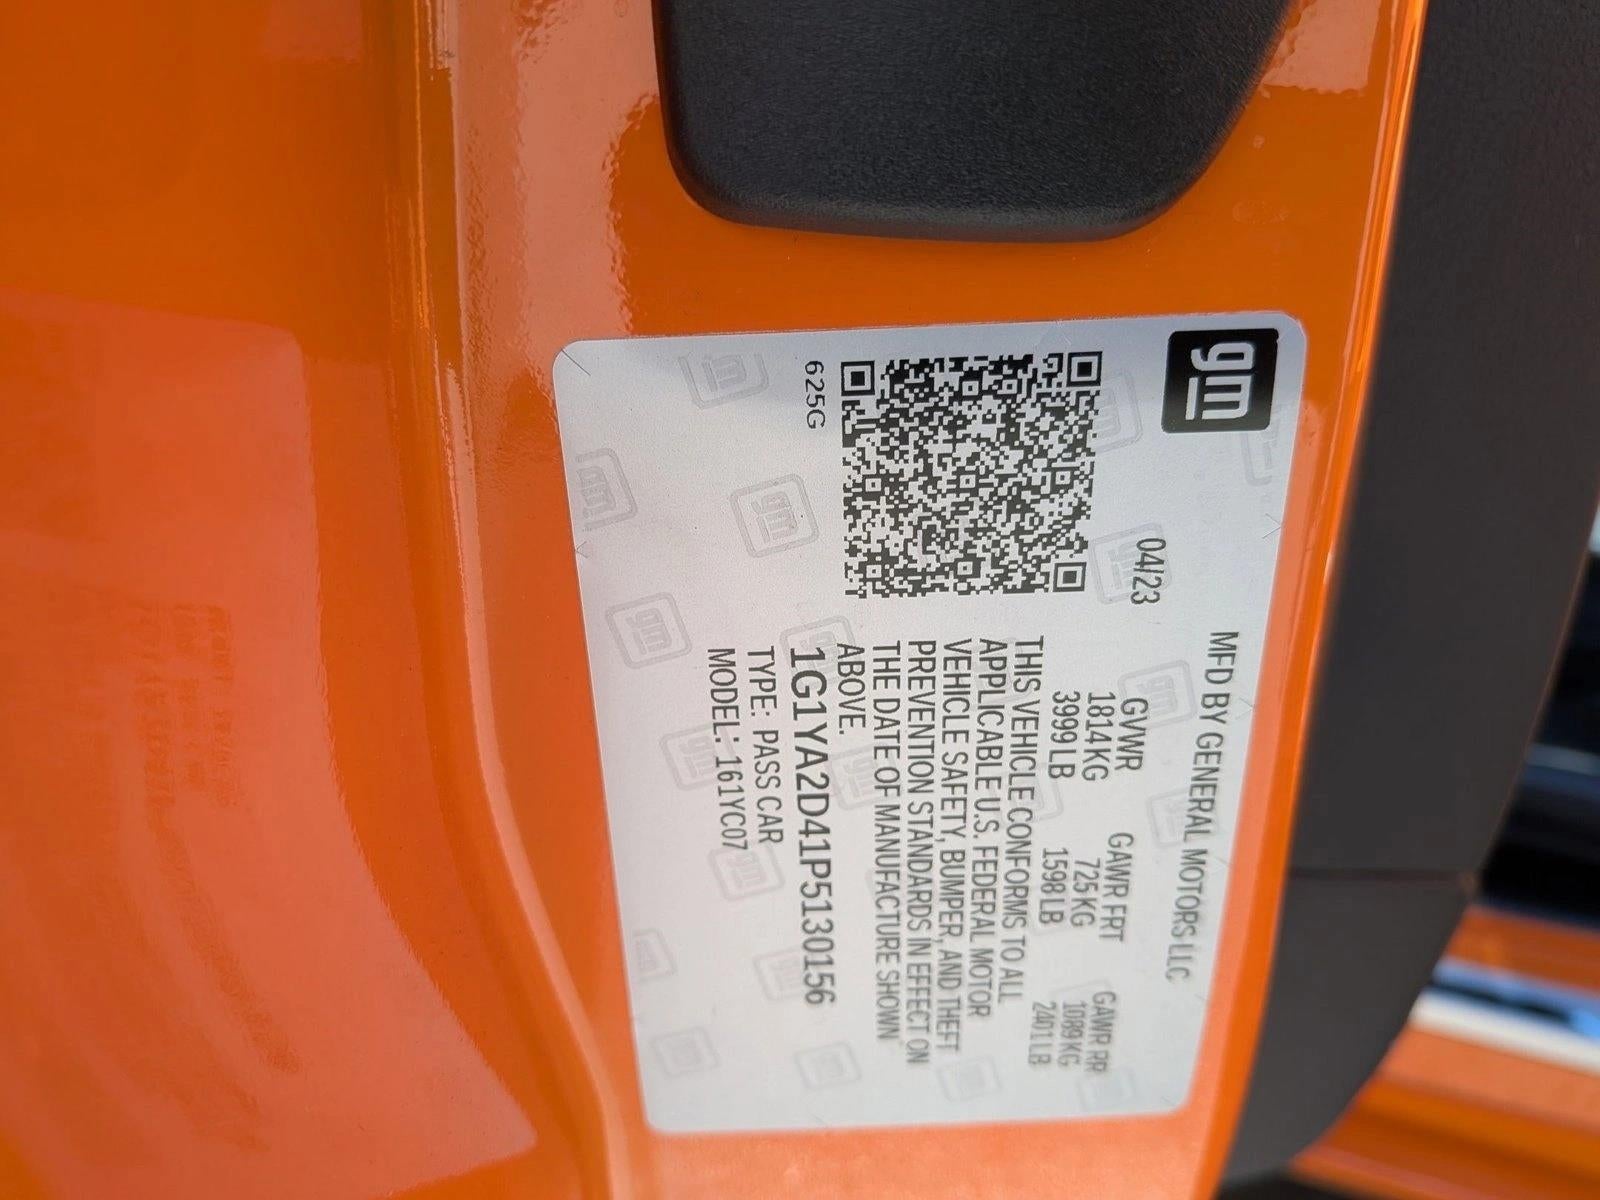 gm
04/23
MFD BY GENERAL MOTORS LLC
GVWR GAWR FRT GAWR RR
1814KG 725KG 1089KG
3999LB 1598LB 2401LB
THIS VEHICLE CONFORMS TO ALL
APPLICABLE U.S. FEDERAL MOTOR
VEHICLE SAFETY, BUMPER, AND THEFT
PREVENTION STANDARDS IN EFFECT ON
THE DATE OF MANUFACTURE SHOWN
ABOVE.
1G1YA2D41P5130156
TYPE: PASS CAR
MODEL: 161YC07
625G